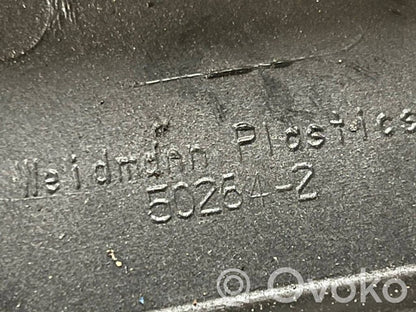 Weidmann Plastics
50264-2
© Ovoko